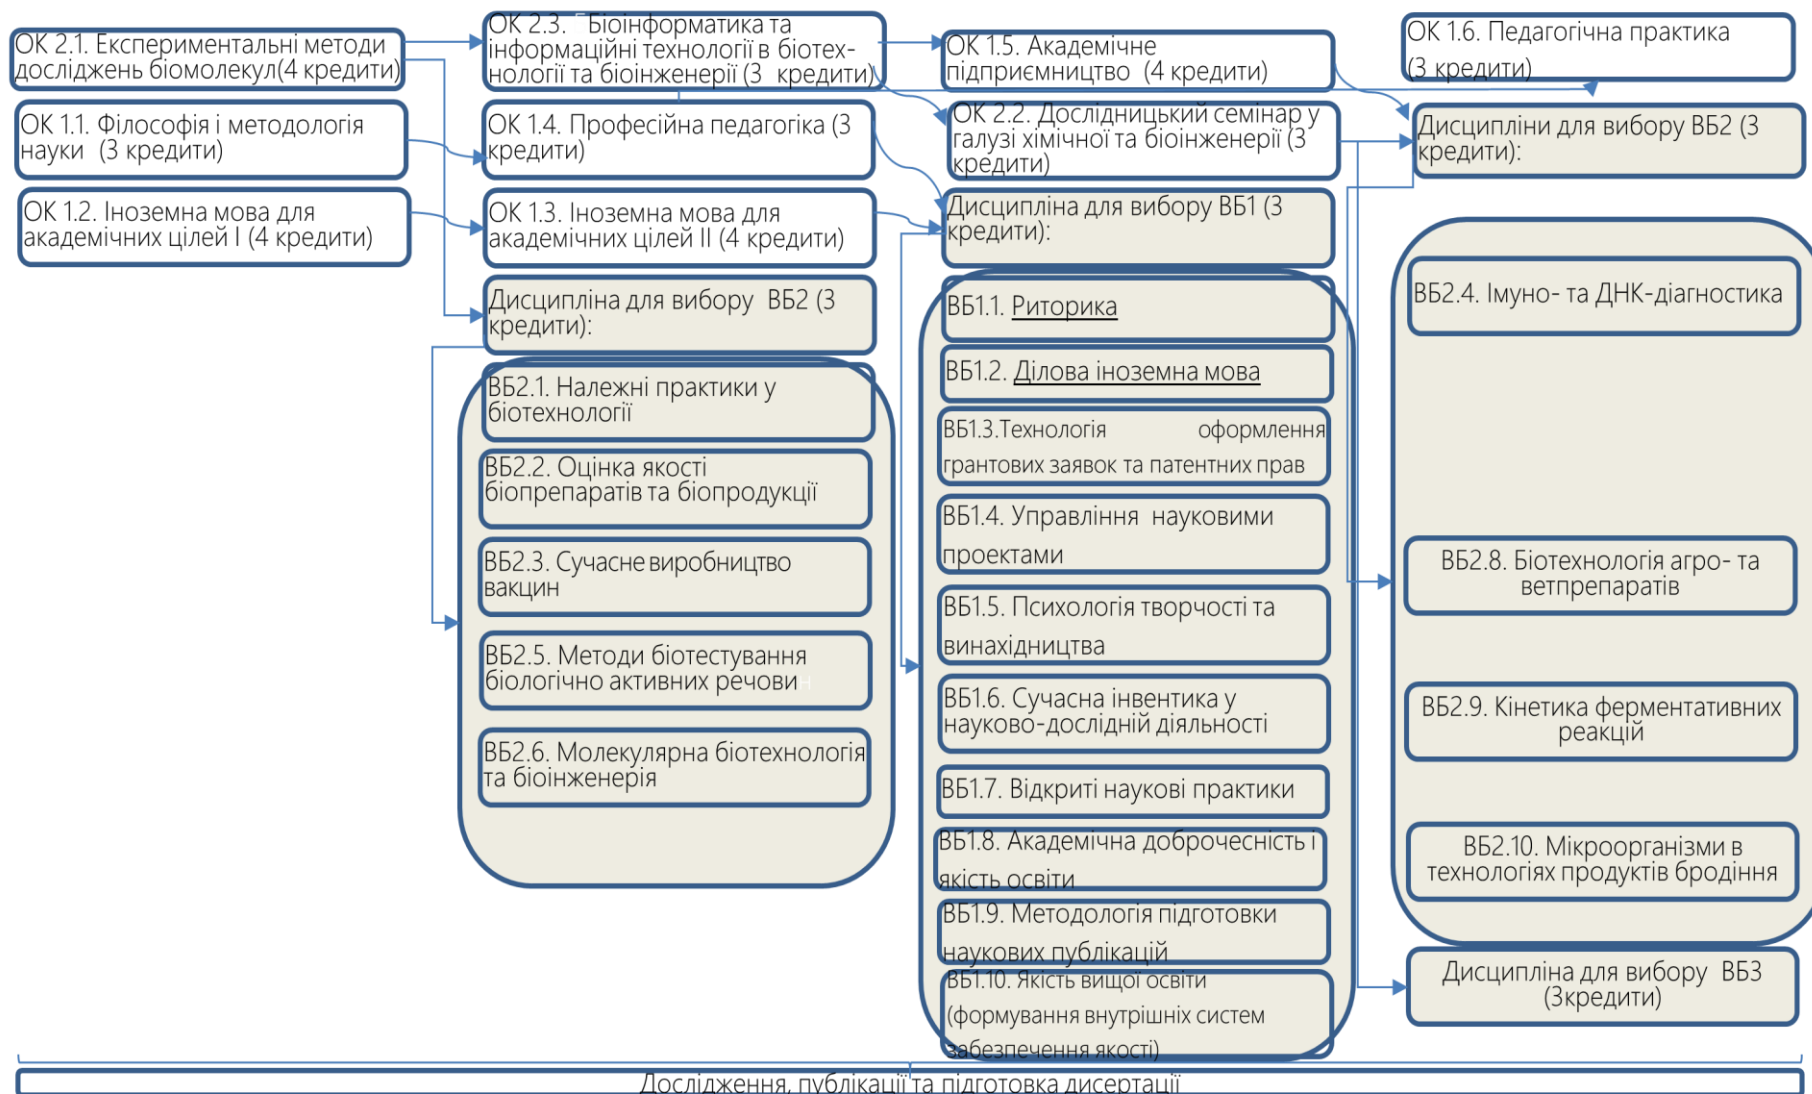 ОК 2.1. Експериментальні методи
досліджень біомолекул(4 кредити)
ОК 1.1. Філософія і методологія
науки (3 кредити)
ОК 1.2. Іноземна мова для
академічних цілей І (4 кредити)
ОК 2.3. Біоінформатика та
інформаційні технології в біотех-
нології та біоінженерії (3 кредити)
ОК 1.4. Професійна педагогіка (3
кредити)
ОК 1.3. Іноземна мова для
академічних цілей ІІ (4 кредити)
Дисципліна для вибору ВБ2 (3
кредити):
ВБ2.1. Належні практики у
біотехнології
ВБ2.2. Оцінка якості
біопрепаратів та біопродукції
ВБ2.3. Сучасне виробництво
вакцин
ВБ2.5. Методи біотестування
біологічно активних речовин
ВБ2.6. Молекулярна біотехнологія
та біоінженерія
ОК 1.5. Академічне
підприємництво (4 кредити)
ОК 2.2. Дослідницький семінар у
галузі хімічної та біоінженерії (3
кредити)
Дисципліна для вибору ВБ1 (3
кредити):
ВБ1.1. Риторика
ВБ1.2. Ділова іноземна мова
ВБ1.3.Технологія оформлення
грантових заявок та патентних прав
ВБ1.4. Управління науковими
проектами
ВБ1.5. Психологія творчості та
винахідництва
ВБ1.6. Сучасна інвентика у
науково-дослідній діяльності
ВБ1.7. Відкриті наукові практики
ВБ1.8. Академічна доброчесність і
якість освіти
ВБ1.9. Методологія підготовки
наукових публікацій
ВБ1.10. Якість вищої освіти
(формування внутрішніх систем
забезпечення якості)
ОК 1.6. Педагогічна практика
(3 кредити)
Дисципліни для вибору ВБ2 (3
кредити):
ВБ2.4. Імуно- та ДНК-діагностика
ВБ2.8. Біотехнологія агро- та
ветпрепаратів
ВБ2.9. Кінетика ферментативних
реакцій
ВБ2.10. Мікроорганізми в
технологіях продуктів бродіння
Дисципліна для вибору ВБ3
(3кредити)
Дослідження, публікації та підготовка дисертації